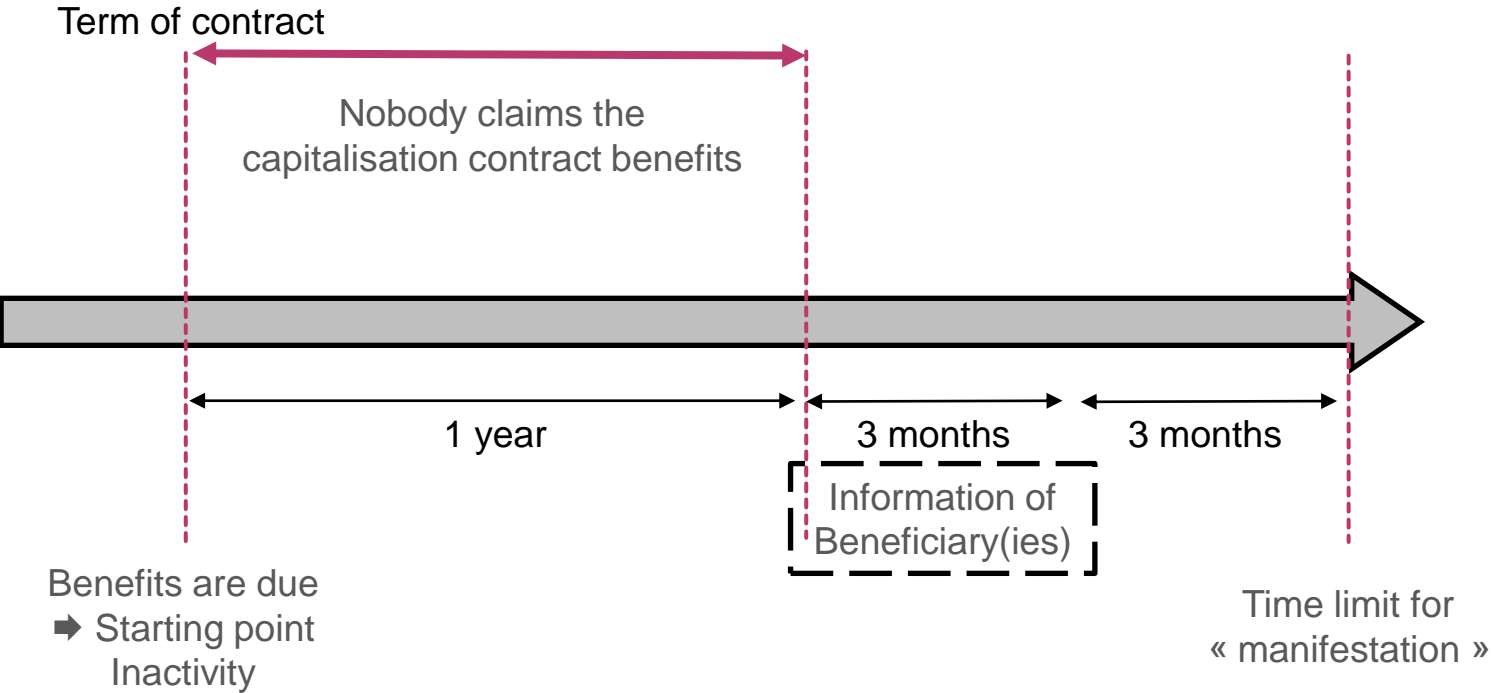 Term of contract
Nobody claims the
capitalisation contract benefits
1 year
3 months
3 months
Information of
Beneficiary(ies)
Benefits are due
🡆 Starting point
Inactivity
Time limit for
« manifestation »